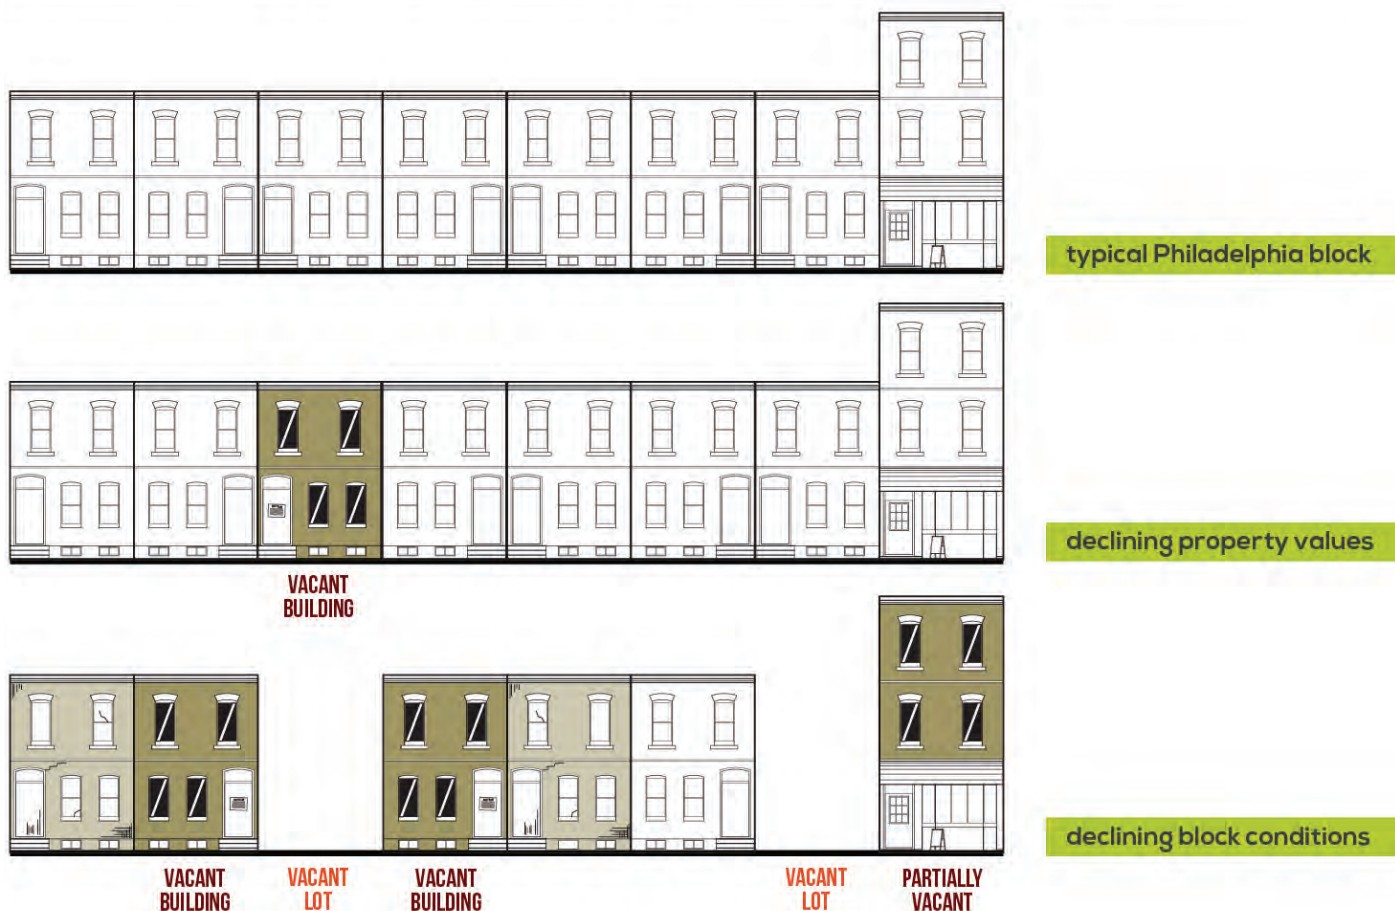 typical Philadelphia block
declining property values
VACANT
BUILDING
declining block conditions
VACANT
BUILDING
VACANT
LOT
VACANT
BUILDING
VACANT
LOT
PARTIALLY
VACANT